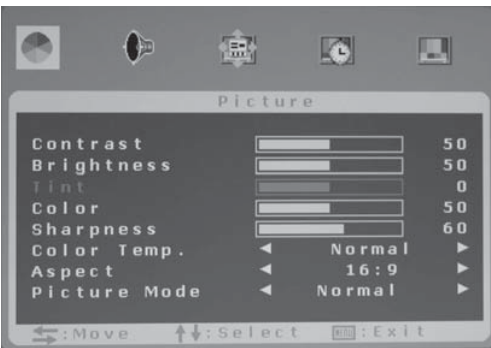 Picture
Contrast 50
Brightness 50
Tint 0
Color 50
Sharpness 60
Color Temp. Normal
Aspect 16:9
Picture Mode Normal
:Move :Select MENU :Exit